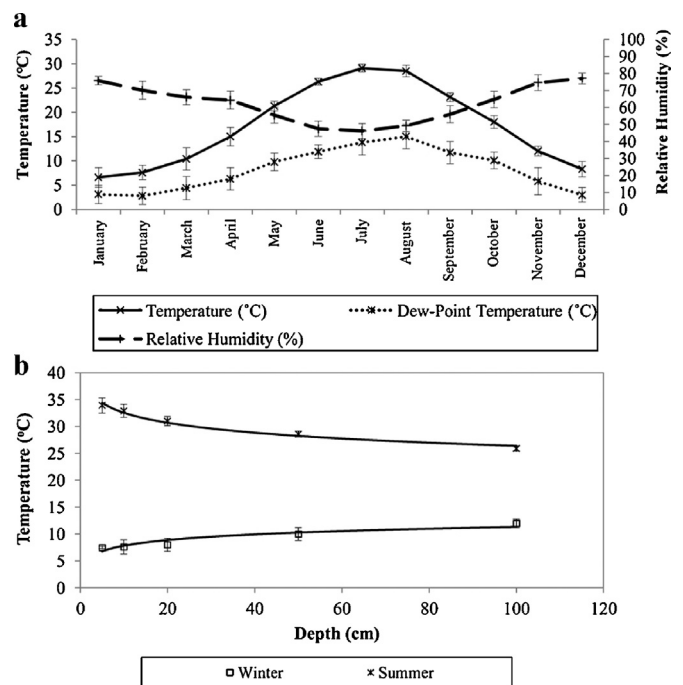 a
35
30
25
20
15
10
5
0
Temperature (°C)
100
90
80
70
60
50
40
30
20
10
0
Relative Humidity (%)
January
February
March
April
May
June
July
August
September
October
November
December
Temperature (°C)
Dew-Point Temperature (°C)
Relative Humidity (%)
b
40
35
30
25
20
15
10
5
0
Temperature (°C)
0 20 40 60 80 100 120
Depth (cm)
Winter
Summer